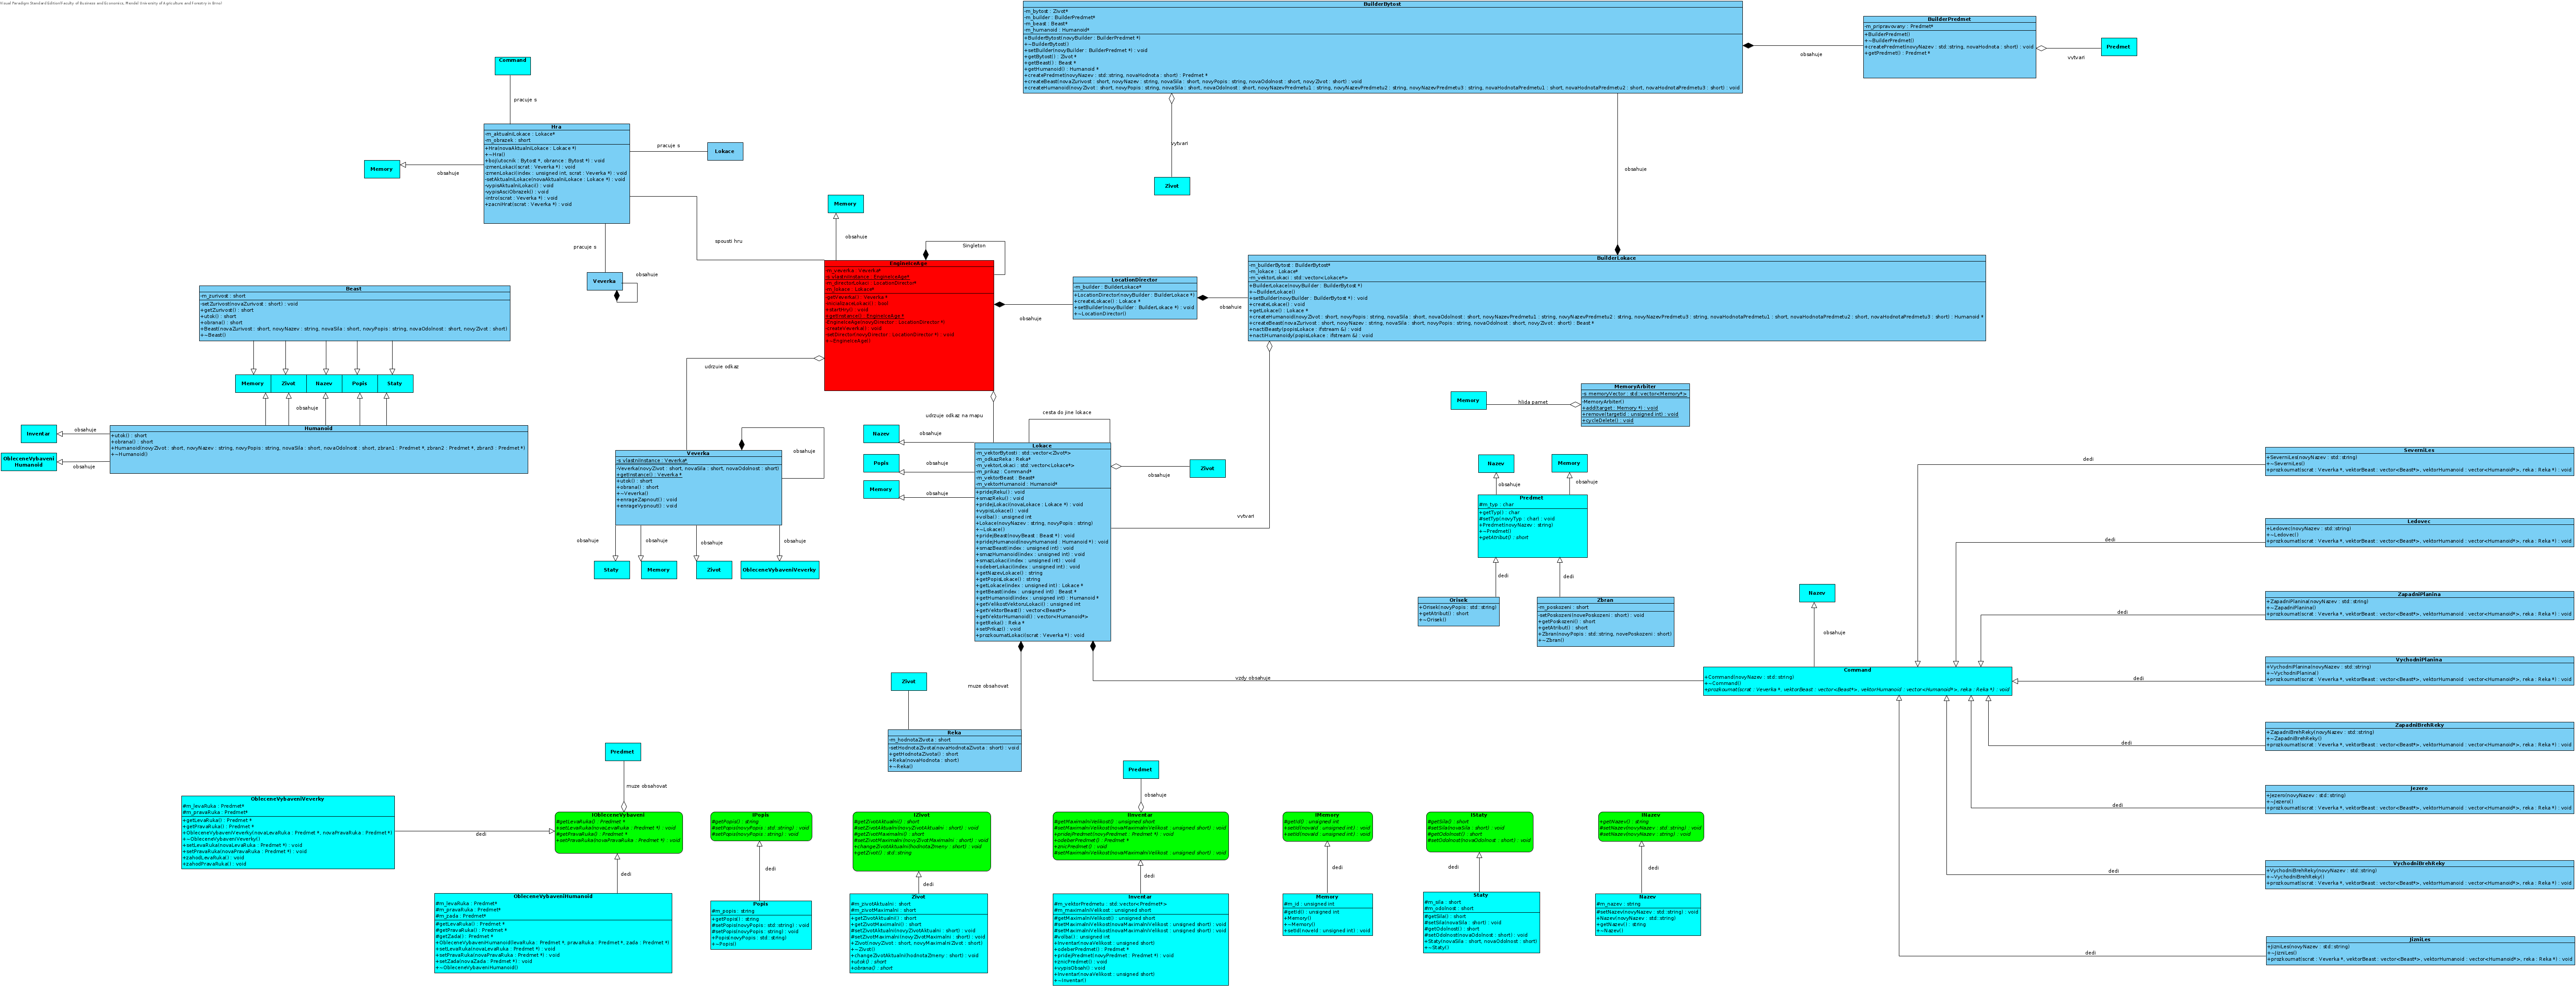 Visual Paradigm Standard Edition(Faculty of Business and Economics, Mendel University of Agriculture and Forestry in Brno)
BuilderBytost
-m_bytost : Zivot*
-m_builder : BuilderPredmet*
-m_beast : Beast*
-m_humanoid : Humanoid*
+BuilderBytost(novyBuilder : BuilderPredmet *)
+~BuilderBytost()
+setBuilder(novyBuilder : BuilderPredmet *) : void
+getBytost() : Zivot *
+getBeast() : Beast *
+getHumanoid() : Humanoid *
+createPredmet(novyNazev : std::string, novaHodnota : short) : Predmet *
+createBeast(novaZurivost : short, novyNazev : string, novaSila : short, novyPopis : string, novaOdolnost : short, novyZivot : short) : void
+createHumanoid(novyZivot : short, novyPopis : string, novaSila : short, novaOdolnost : short, novyNazevPredmetu1 : string, novyNazevPredmetu2 : string, novyNazevPredmetu3 : string, novaHodnotaPredmetu1 : short, novaHodnotaPredmetu2 : short, novaHodnotaPredmetu3 : short) : void
obsahuje
BuilderPredmet
-m_pripravovany : Predmet*
+BuilderPredmet()
+~BuilderPredmet()
+createPredmet(novyNazev : std::string, novaHodnota : short) : void
+getPredmet() : Predmet *
vytvari
Predmet
vytvari
Zivot
obsahuje
Command
pracuje s
Hra
-m_aktualniLokace : Lokace*
-m_obrazek : short
+Hra(novaAktualniLokace : Lokace *)
+~Hra()
+boj(utocnik : Bytost *, obrance : Bytost *) : void
-zmenLokaci(scrat : Veverka *) : void
-zmenLokaci(index : unsigned int, scrat : Veverka *) : void
-setAktualniLokace(novaAktualniLokace : Lokace *) : void
-vypisAktualniLokaci() : void
-vypisAsciObrazek() : void
-intro(scrat : Veverka *) : void
+zacniHrat(scrat : Veverka *) : void
Memory
obsahuje
pracuje s
Lokace
pracuje s
Veverka
obsahuje
spousti hru
Memory
obsahuje
Singleton
EngineIceAge
-m_veverka : Veverka*
-s_vlastniInstance : EngineIceAge*
-m_directorLokaci : LocationDirector*
-m_lokace : Lokace*
+getVeverka() : Veverka *
+startHry() : void
+getInstance() : EngineIceAge *
-EngineIceAge(novyDirector : LocationDirector *)
+createVeverka() : void
+setDirector(novyDirector : LocationDirector *) : void
+~EngineIceAge()
obsahuje
LocationDirector
-m_builder : BuilderLokace*
+LocationDirector(novyBuilder : BuilderLokace *)
+createLokace() : Lokace *
+setBuilder(novyBuilder : BuilderLokace *) : void
+~LocationDirector()
obsahuje
BuilderLokace
-m_builderBytost : BuilderBytost*
-m_lokace : Lokace*
-m_vektorLokaci : std::vector<Lokace*>
+BuilderLokace(novyBuilder : BuilderBytost *)
+~BuilderLokace()
+setBuilder(novyBuilder : BuilderBytost *) : void
+createLokace() : void
+getLokace() : Lokace *
+createHumanoid(novyZivot : short, novyPopis : string, novaSila : short, novaOdolnost : short, novyNazevPredmetu1 : string, novyNazevPredmetu2 : string, novyNazevPredmetu3 : string, novaHodnotaPredmetu1 : short, novaHodnotaPredmetu2 : short, novaHodnotaPredmetu3 : short) : Humanoid *
+createBeast(novaZurivost : short, novyNazev : string, novaSila : short, novyPopis : string, novaOdolnost : short, novyZivot : short) : Beast *
+nactiBeasty(popisLokace : ifstream &) : void
+nactiHumanoidy(popisLokace : ifstream &) : void
Beast
-m_zurivost : short
-setZurivost(novaZurivost : short) : void
+getZurivost() : short
+utok() : short
+obrana() : short
+Beast(novaZurivost : short, novyNazev : string, novaSila : short, novyPopis : string, novaOdolnost : short, novyZivot : short)
+~Beast()
Memory
Zivot
Nazev
Popis
Staty
obsahuje
Inventar
obsahuje
ObleceneVybaveni
Humanoid
obsahuje
Humanoid
+utok() : short
+obrana() : short
+Humanoid(novyZivot : short, novyNazev : string, novyPopis : string, novaSila : short, novaOdolnost : short, zbran1 : Predmet *, zbran2 : Predmet *, zbran3 : Predmet *)
+~Humanoid()
udrzuje odkaz
Veverka
-s_vlastniInstance : Veverka*
-Veverka(novyZivot : short, novaSila : short, novaOdolnost : short)
+getInstance() : Veverka *
+utok() : short
+obrana() : short
+~Veverka()
+enrageZapnout() : void
+enrageVypnout() : void
obsahuje
obsahuje
obsahuje
obsahuje
obsahuje
Staty
Memory
Zivot
ObleceneVybaveniVeverky
udrzuje odkaz na mapu
cesta do jine lokace
Nazev
obsahuje
Popis
obsahuje
Memory
obsahuje
Lokace
-m_vektorBytosti : std::vector<Zivot*>
-m_odkazReka : Reka*
-m_vektorLokaci : std::vector<Lokace*>
-m_prikaz : Command*
-m_vektorBeast : Beast*
-m_vektorHumanoid : Humanoid*
+pridejReku() : void
+smazReku() : void
+pridejLokaci(novaLokace : Lokace *) : void
+vypisLokace() : void
+volba() : unsigned int
+Lokace(novyNazev : string, novyPopis : string)
+~Lokace()
+pridejBeast(novyBeast : Beast *) : void
+pridejHumanoid(novyHumanoid : Humanoid *) : void
+smazBeast(index : unsigned int) : void
+smazHumanoid(index : unsigned int) : void
+smazLokaci(index : unsigned int) : void
+odeberLokaci(index : unsigned int) : void
+getNazevLokace() : string
+getPopisLokace() : string
+getLokace(index : unsigned int) : Lokace *
+getBeast(index : unsigned int) : Beast *
+getHumanoid(index : unsigned int) : Humanoid *
+getVelikostVektoruLokaci() : unsigned int
+getVektorBeast() : vector<Beast*>
+getVektorHumanoid() : vector<Humanoid*>
+getReka() : Reka *
+setPrikaz() : void
+prozkoumatLokaci(scrat : Veverka *) : void
obsahuje
Zivot
vytvari
Memory
hlida pamet
MemoryArbiter
-s_memoryVector : std::vector<Memory*>
-MemoryArbiter()
+add(target : Memory *) : void
+remove(targetId : unsigned int) : void
+cycleDelete() : void
Nazev
Memory
obsahuje
obsahuje
Predmet
#m_typ : char
+getTyp() : char
#setTyp(novyTyp : char) : void
+Predmet(novyNazev : string)
+~Predmet()
+getAtribut() : short
dedi
dedi
Orisek
+Orisek(novyPopis : std::string)
+getAtribut() : short
+~Orisek()
Zbran
-m_poskozeni : short
-setPoskozeni(novePoskozeni : short) : void
+getPoskozeni() : short
+getAtribut() : short
+Zbran(novyPopis : std::string, novePoskozeni : short)
+~Zbran()
muze obsahovat
vzdy obsahuje
Zivot
Reka
-m_hodnotaZivota : short
-setHodnotaZivota(novaHodnotaZivota : short) : void
+getHodnotaZivota() : short
+Reka(novaHodnota : short)
+~Reka()
Nazev
obsahuje
Command
+Command(novyNazev : std::string)
+~Command()
+prozkoumat(scrat : Veverka *, vektorBeast : vector<Beast*>, vektorHumanoid : vector<Humanoid*>, reka : Reka *) : void
dedi
SeverniLes
+SeverniLes(novyNazev : std::string)
+~SeverniLes()
+prozkoumat(scrat : Veverka *, vektorBeast : vector<Beast*>, vektorHumanoid : vector<Humanoid*>, reka : Reka *) : void
dedi
Ledovec
+Ledovec(novyNazev : std::string)
+~Ledovec()
+prozkoumat(scrat : Veverka *, vektorBeast : vector<Beast*>, vektorHumanoid : vector<Humanoid*>, reka : Reka *) : void
dedi
ZapadniPlanina
+ZapadniPlanina(novyNazev : std::string)
+~ZapadniPlanina()
+prozkoumat(scrat : Veverka *, vektorBeast : vector<Beast*>, vektorHumanoid : vector<Humanoid*>, reka : Reka *) : void
dedi
VychodniPlanina
+VychodniPlanina(novyNazev : std::string)
+~VychodniPlanina()
+prozkoumat(scrat : Veverka *, vektorBeast : vector<Beast*>, vektorHumanoid : vector<Humanoid*>, reka : Reka *) : void
dedi
ZapadniBrehReky
+ZapadniBrehReky(novyNazev : std::string)
+~ZapadniBrehReky()
+prozkoumat(scrat : Veverka *, vektorBeast : vector<Beast*>, vektorHumanoid : vector<Humanoid*>, reka : Reka *) : void
dedi
Jezero
+Jezero(novyNazev : std::string)
+~Jezero()
+prozkoumat(scrat : Veverka *, vektorBeast : vector<Beast*>, vektorHumanoid : vector<Humanoid*>, reka : Reka *) : void
dedi
VychodniBrehReky
+VychodniBrehReky(novyNazev : std::string)
+~VychodniBrehReky()
+prozkoumat(scrat : Veverka *, vektorBeast : vector<Beast*>, vektorHumanoid : vector<Humanoid*>, reka : Reka *) : void
dedi
JizniLes
+JizniLes(novyNazev : std::string)
+~JizniLes()
+prozkoumat(scrat : Veverka *, vektorBeast : vector<Beast*>, vektorHumanoid : vector<Humanoid*>, reka : Reka *) : void
Predmet
muze obsahovat
ObleceneVybaveniVeverky
#m_levaRuka : Predmet*
#m_pravaRuka : Predmet*
+getLevaRuka() : Predmet *
+getPravaRuka() : Predmet *
+ObleceneVybaveniVeverky(novaLevaRuka : Predmet *, novaPravaRuka : Predmet *)
+~ObleceneVybaveniVeverky()
+setLevaRuka(novaLevaRuka : Predmet *) : void
+setPravaRuka(novaPravaRuka : Predmet *) : void
+zahodLevaRuka() : void
+zahodPravaRuka() : void
dedi
IObleceneVybaveni
#getLevaRuka() : Predmet *
+setLevaRuka(novaLevaRuka : Predmet *) : void
#getPravaRuka() : Predmet *
+setPravaRuka(novaPravaRuka : Predmet *) : void
dedi
ObleceneVybaveniHumanoid
#m_levaRuka : Predmet*
#m_pravaRuka : Predmet*
#m_zada : Predmet*
#getLevaRuka() : Predmet *
#getPravaRuka() : Predmet *
#getZada() : Predmet *
+ObleceneVybaveniHumanoid(levaRuka : Predmet *, pravaRuka : Predmet *, zada : Predmet *)
+setLevaRuka(novaLevaRuka : Predmet *) : void
+setPravaRuka(novaPravaRuka : Predmet *) : void
+setZada(novaZada : Predmet *) : void
+~ObleceneVybaveniHumanoid()
IPopis
#getPopis() : string
#setPopis(novyPopis : std::string) : void
#setPopis(novyPopis : string) : void
dedi
Popis
#m_popis : string
+getPopis() : string
#setPopis(novyPopis : std::string) : void
#setPopis(novyPopis : string) : void
+Popis(novyPopis : std::string)
+~Popis()
IZivot
#getZivotAktualni() : short
#setZivotAktualni(novyZivotAktualni : short) : void
#getZivotMaximalni() : short
#setZivotMaximalni(novyZivotMaximalni : short) : void
+changeZivotAktualni(hodnotaZmeny : short) : void
+getZivot() : std::string
dedi
Zivot
#m_zivotAktualni : short
#m_zivotMaximalni : short
+getZivotAktualni() : short
+getZivotMaximalni() : short
#setZivotAktualni(novyZivotAktualni : short) : void
#setZivotMaximalni(novyZivotMaximalni : short) : void
+Zivot(novyZivot : short, novyMaximalniZivot : short)
+~Zivot()
+changeZivotAktualni(hodnotaZmeny : short) : void
+utok() : short
+obrana() : short
Predmet
obsahuje
IInventar
#getMaximalniVelikost() : unsigned short
#setMaximalniVelikost(novaMaximalniVelikost : unsigned short) : void
+pridejPredmet(novyPredmet : Predmet *) : void
+odeberPredmet() : Predmet *
+znicPredmet() : void
#setMaximalniVelikost(novaMaximalniVelikost : unsigned short) : void
dedi
Inventar
#m_vektorPredmetu : std::vector<Predmet*>
#m_maximalniVelikost : unsigned short
#getMaximalniVelikost() : unsigned short
#setMaximalniVelikost(novaMaximalniVelikost : unsigned short) : void
#setMaximalniVelikost(novaMaximalniVelikost : unsigned short) : void
#volba() : unsigned int
+Inventar(novaVelikost : unsigned short)
+odeberPredmet() : Predmet *
+pridejPredmet(novyPredmet : Predmet *) : void
+znicPredmet() : void
+vypisObsah() : void
+Inventar(novaVelikost : unsigned short)
+~Inventar()
IMemory
#getId() : unsigned int
+setId(novaId : unsigned int) : void
+setId(novaId : unsigned int) : void
dedi
Memory
#m_id : unsigned int
#getId() : unsigned int
+Memory()
+~Memory()
+setId(noveId : unsigned int) : void
IStaty
#getSila() : short
#setSila(novaSila : short) : void
#getOdolnost() : short
#setOdolnost(novaOdolnost : short) : void
dedi
Staty
#m_sila : short
#m_odolnost : short
#getSila() : short
#setSila(novaSila : short) : void
#getOdolnost() : short
#setOdolnost(novaOdolnost : short) : void
+Staty(novaSila : short, novaOdolnost : short)
+~Staty()
INazev
+getNazev() : string
#setNazev(novyNazev : std::string) : void
#setNazev(novyNazev : string) : void
dedi
Nazev
#m_nazev : string
#setNazev(novyNazev : std::string) : void
+Nazev(novyNazev : std::string)
+getNazev() : string
+~Nazev()